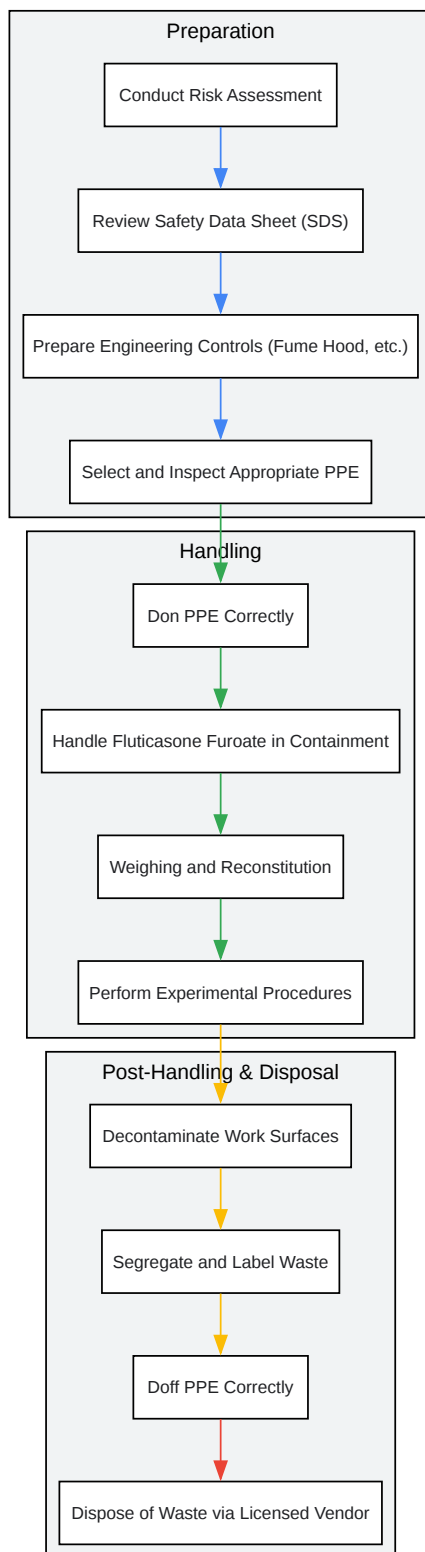 Preparation
Conduct Risk Assessment
Review Safety Data Sheet (SDS)
Prepare Engineering Controls (Fume Hood, etc.)
Select and Inspect Appropriate PPE
Handling
Don PPE Correctly
Handle Fluticasone Furoate in Containment
Weighing and Reconstitution
Perform Experimental Procedures
Post-Handling & Disposal
Decontaminate Work Surfaces
Segregate and Label Waste
Doff PPE Correctly
Dispose of Waste via Licensed Vendor